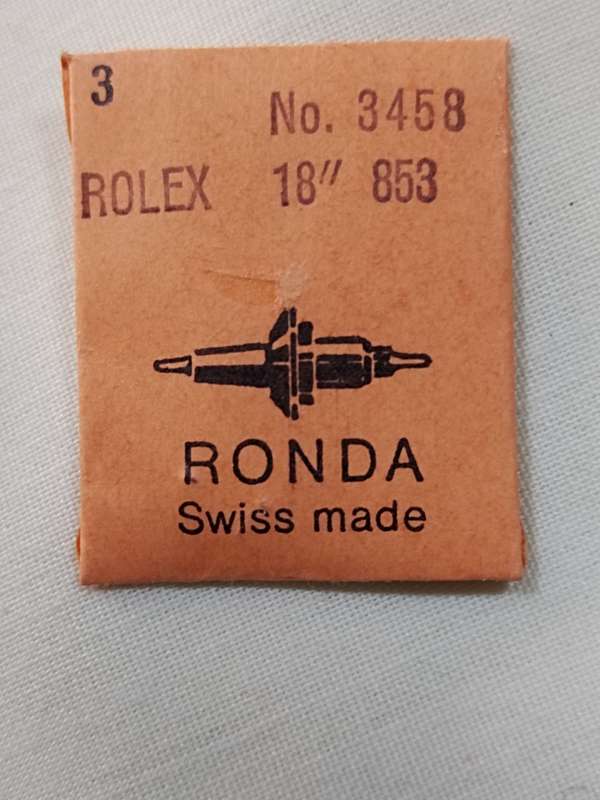 3
No. 3458
ROLEX 18″ 853
RONDA
Swiss made